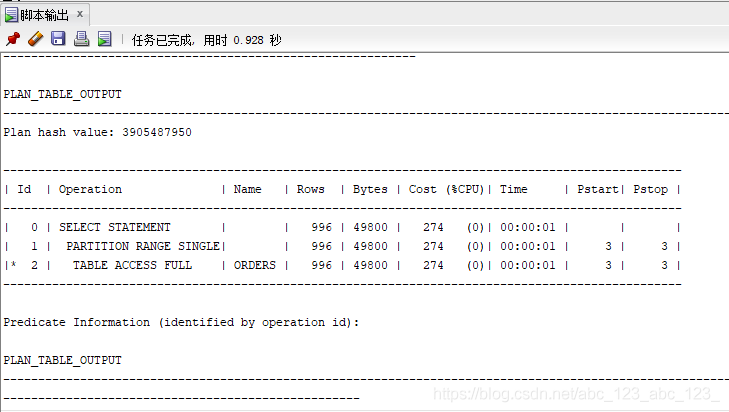 脚本输出 x
任务已完成, 用时 0.928 秒
------------------------------------------------------------
PLAN_TABLE_OUTPUT
--------------------------------------------------------------------------------------------------------
Plan hash value: 3905487950
-------------------------------------------------------------------------------------------------
| Id  | Operation              | Name   | Rows  | Bytes | Cost (%CPU)| Time     | Pstart| Pstop |
-------------------------------------------------------------------------------------------------
|   0 | SELECT STATEMENT       |        |   996 | 49800 |   274   (0)| 00:00:01 |       |       |
|   1 |  PARTITION RANGE SINGLE|        |   996 | 49800 |   274   (0)| 00:00:01 |     3 |     3 |
|*  2 |   TABLE ACCESS FULL    | ORDERS |   996 | 49800 |   274   (0)| 00:00:01 |     3 |     3 |
-------------------------------------------------------------------------------------------------
Predicate Information (identified by operation id):
PLAN_TABLE_OUTPUT
--------------------------------------------------------------------------------------------------------
---------------------------------------------------
https://blog.csdn.net/abc_123_abc_123_